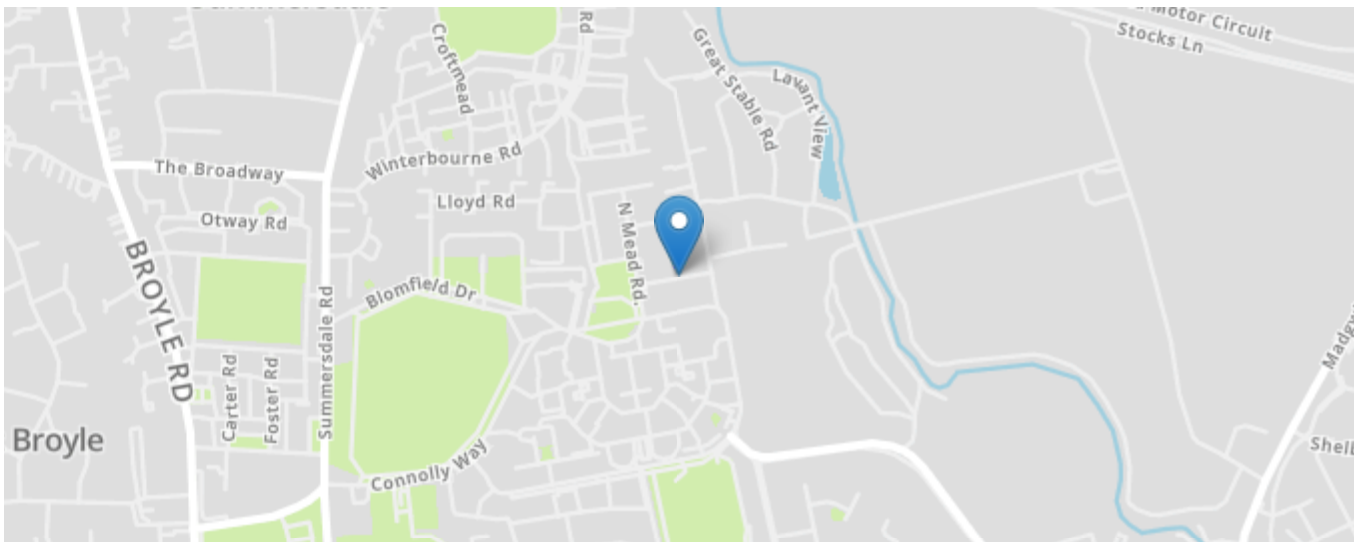 Rd
Motor Circuit
Stocks Ln
Croftmead
Great Stable Rd
Lavant View
Winterbourne Rd
The Broadway
Lloyd Rd
Otway Rd
N Mead Rd.
BROYLE RD
Blomfield Dr
Summersdale Rd
Carter Rd
Foster Rd
Broyle
Connolly Way